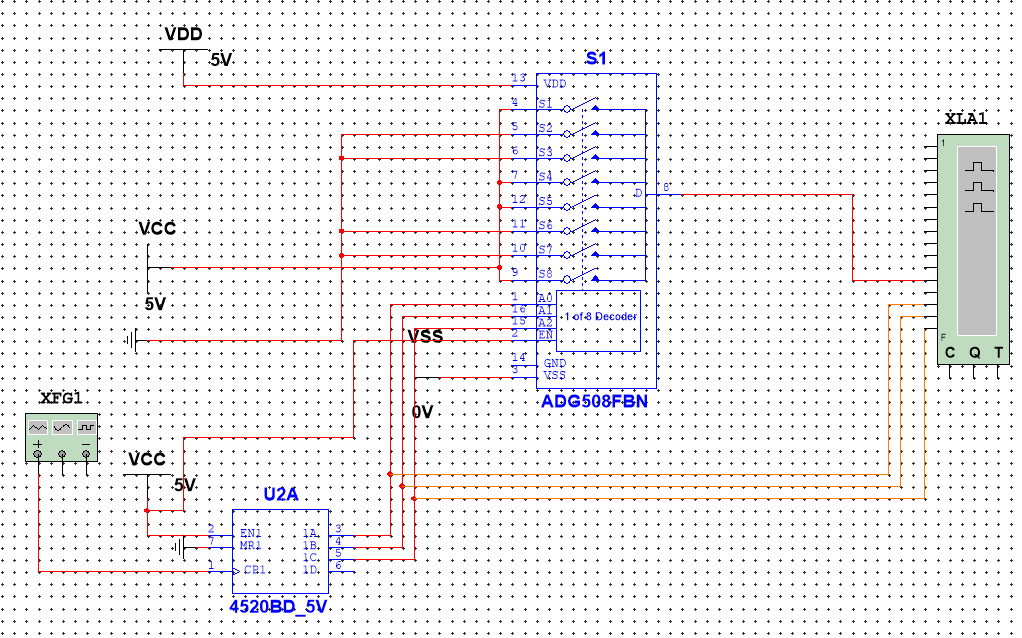 VDD
5V
S1
13 VDD
4 S1
5 S2
6 S3
7 S4
12 S5
11 S6
10 S7
9 S8
D 8
1 A0
16 A1
15 A2
2 EN
1 of 8 Decoder
14 GND
3 VSS
ADG508FBN
XLA1
1
F
C Q T
VCC
5V
VSS
0V
XFG1
VCC
5V
U2A
2 EN1 1A 3
7 MR1 1B 4
1C 5
1 CP1 1D 6
4520BD_5V